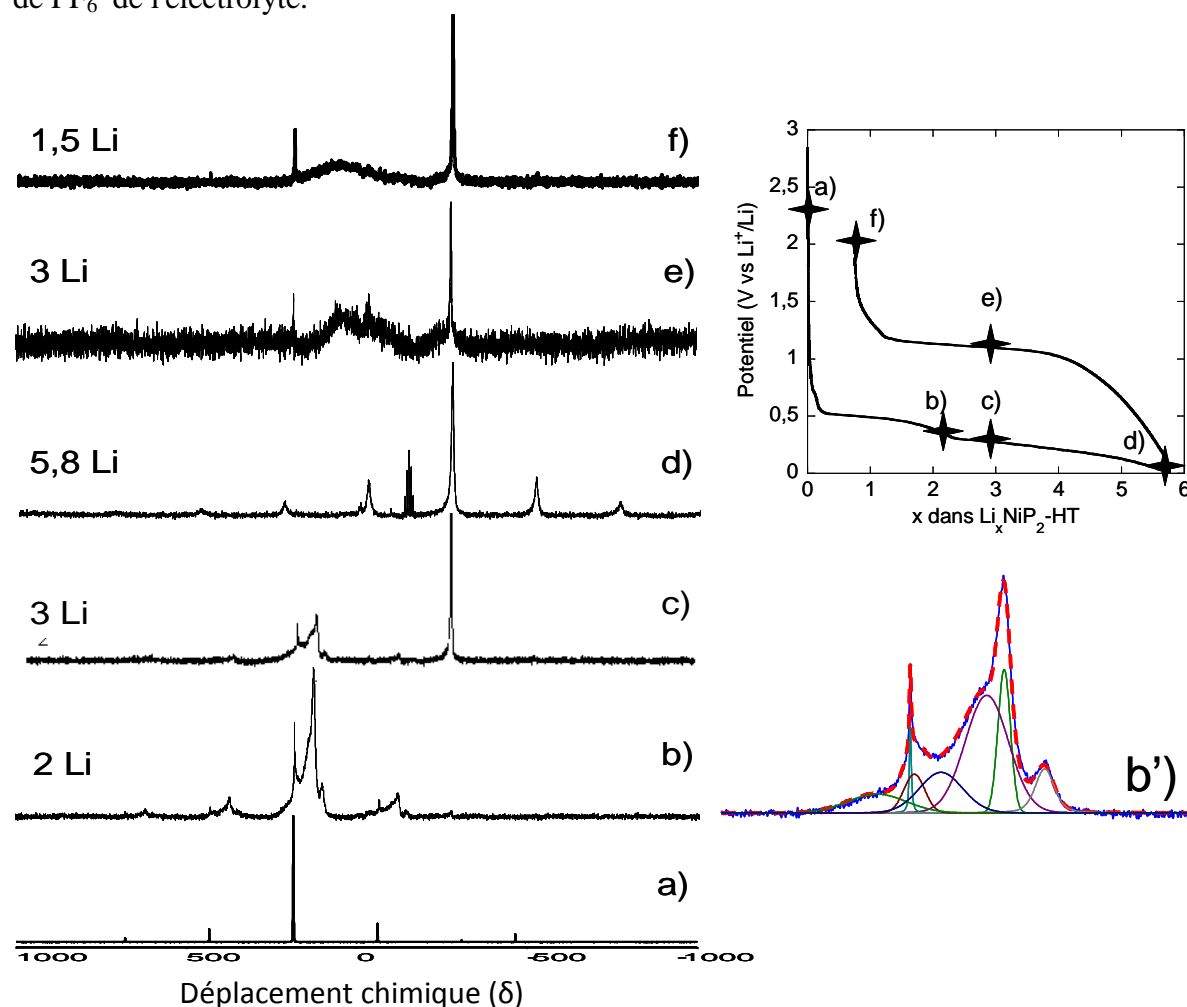 de PF6- de l'électrolyte.
1,5 Li
f)
3 Li
e)
5,8 Li
d)
3 Li
c)
2 Li
b)
a)
1000 500 0 -500 -1000
Déplacement chimique (δ)
3
2,5
2
1,5
1
0,5
0
Potentiel (V vs Li+/Li)
a)
f)
e)
b)
c)
d)
0 1 2 3 4 5 6
x dans LixNiP2-HT
b')